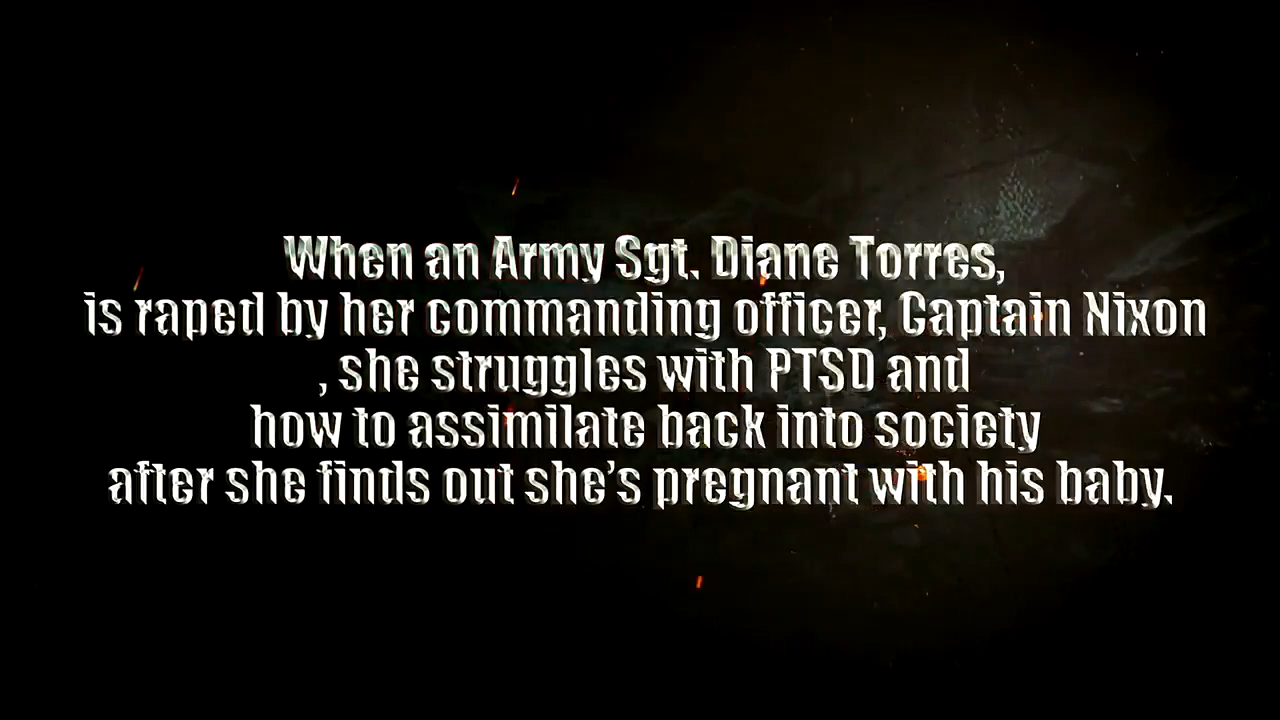 When an Army Sgt. Diane Torres,
is raped by her commanding officer, Captain Nixon
, she struggles with PTSD and
how to assimilate back into society
after she finds out she's pregnant with his baby.